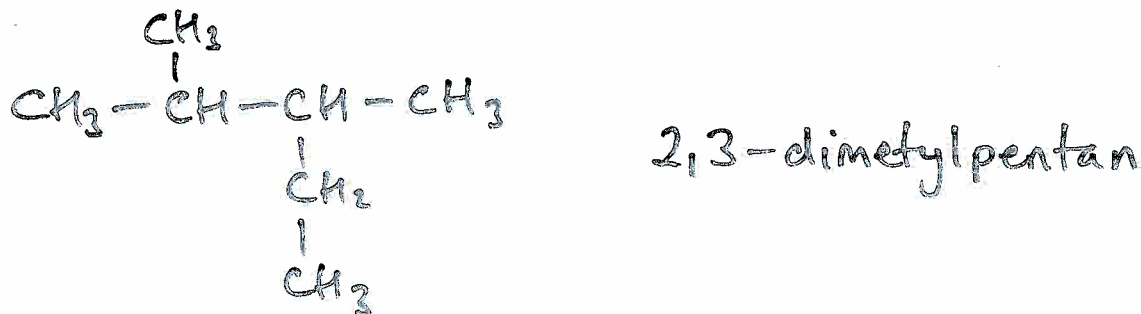 CH3
CH3-CH-CH-CH3
CH2
CH3
2,3-dimetylpentan